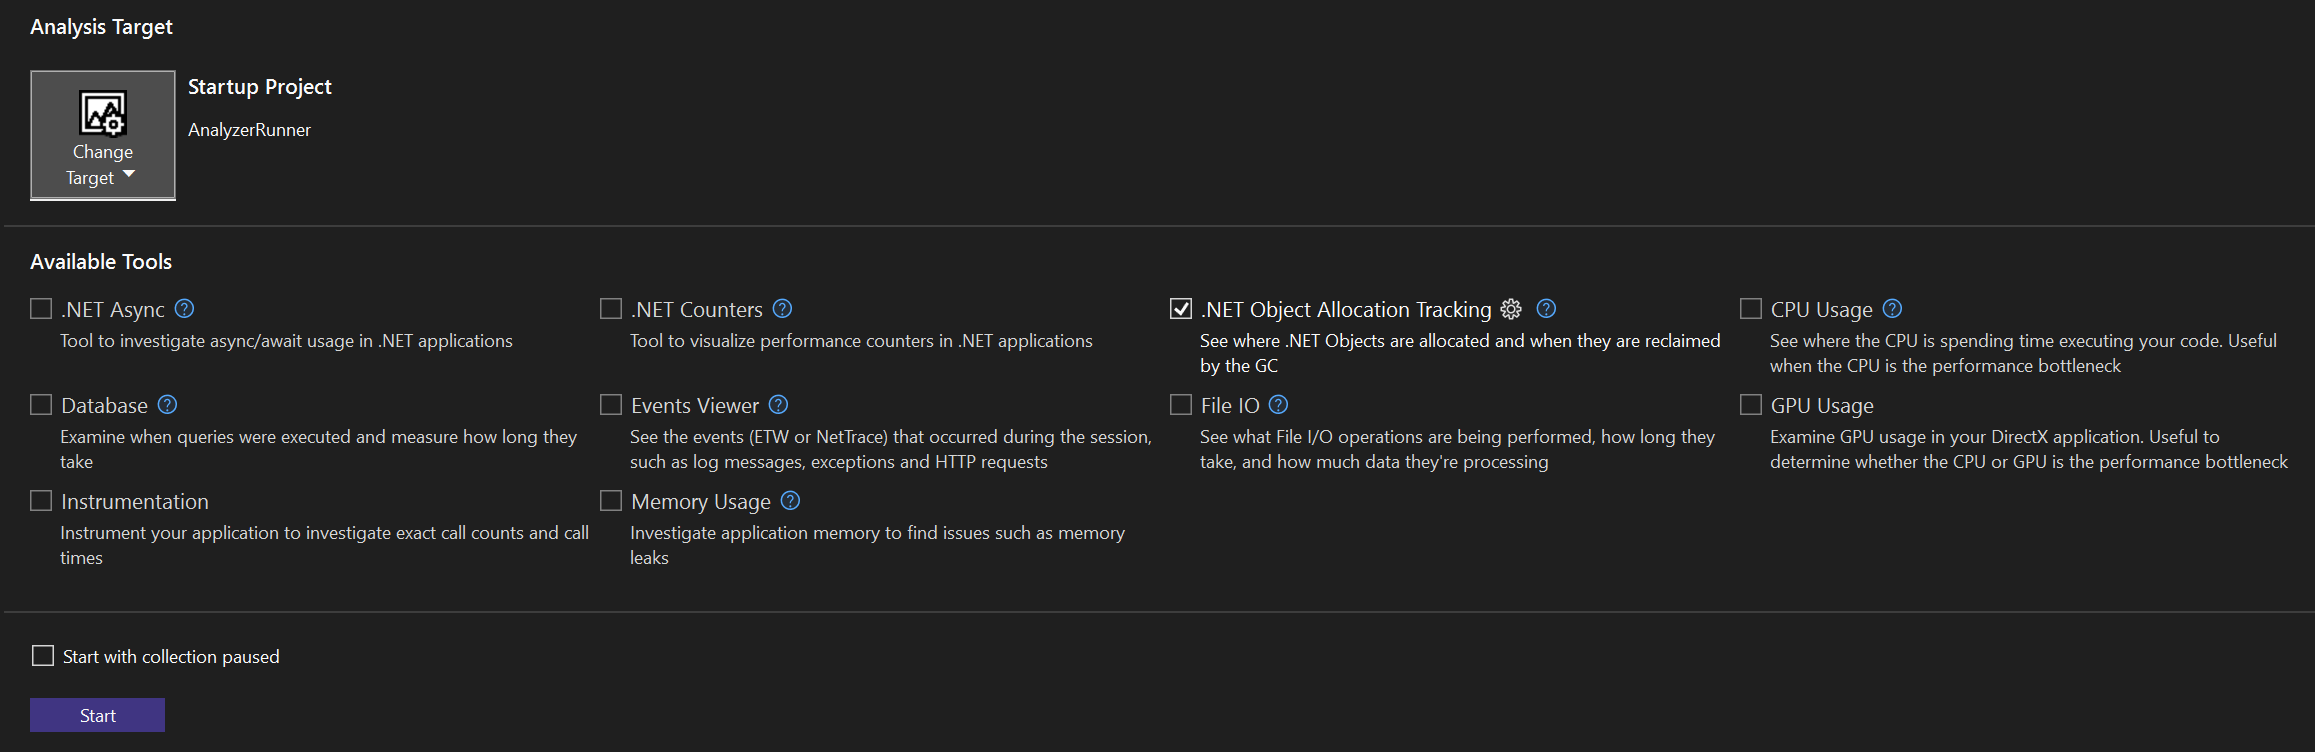 Analysis Target
Startup Project
AnalyzerRunner
Change
Target
Available Tools
.NET Async
Tool to investigate async/await usage in .NET applications
.NET Counters
Tool to visualize performance counters in .NET applications
.NET Object Allocation Tracking
See where .NET Objects are allocated and when they are reclaimed
by the GC
CPU Usage
See where the CPU is spending time executing your code. Useful
when the CPU is the performance bottleneck
Database
Examine when queries were executed and measure how long they
take
Events Viewer
See the events (ETW or NetTrace) that occurred during the session,
such as log messages, exceptions and HTTP requests
File IO
See what File I/O operations are being performed, how long they
take, and how much data they're processing
GPU Usage
Examine GPU usage in your DirectX application. Useful to
determine whether the CPU or GPU is the performance bottleneck
Instrumentation
Instrument your application to investigate exact call counts and call
times
Memory Usage
Investigate application memory to find issues such as memory
leaks
Start with collection paused
Start